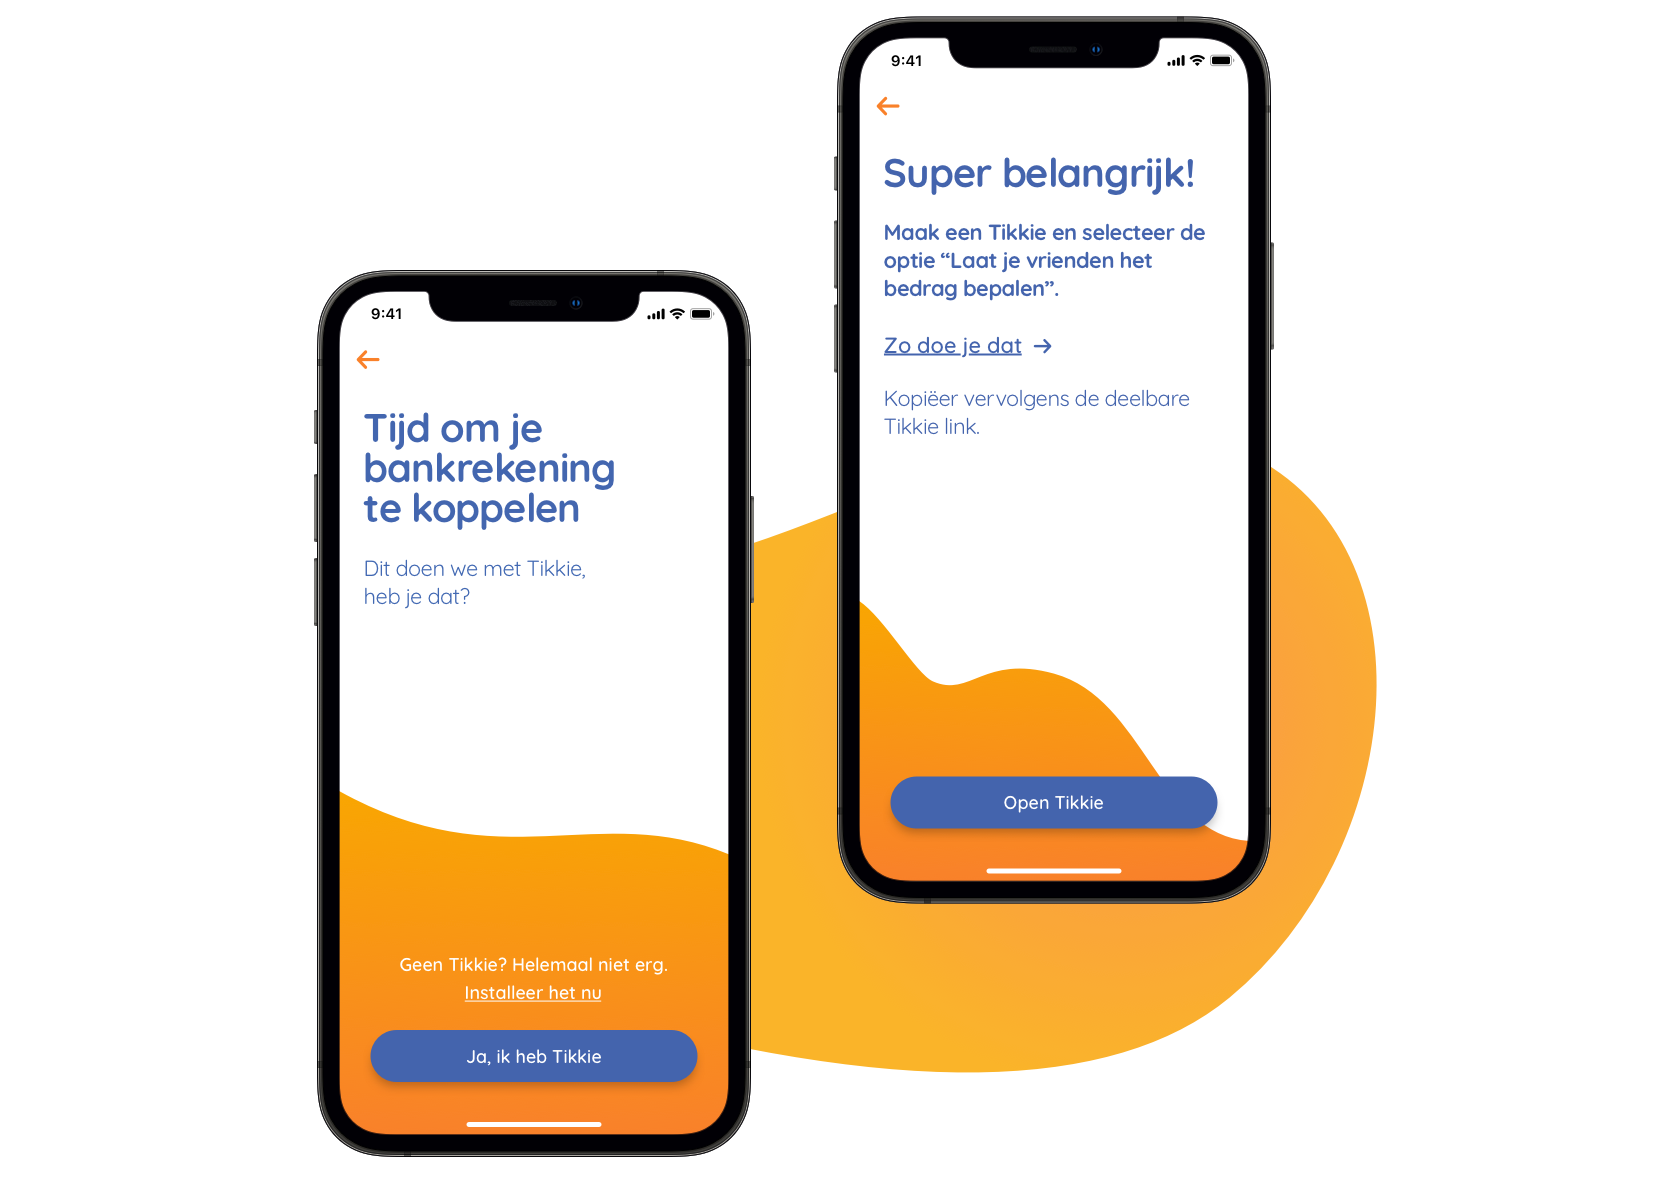 9:41
Tijd om je
bankrekening
te koppelen
Dit doen we met Tikkie,
heb je dat?
Geen Tikkie? Helemaal niet erg.
Installeer het nu
Ja, ik heb Tikkie
9:41
Super belangrijk!
Maak een Tikkie en selecteer de
optie “Laat je vrienden het
bedrag bepalen”.
Zo doe je dat →
Kopiëer vervolgens de deelbare
Tikkie link.
Open Tikkie